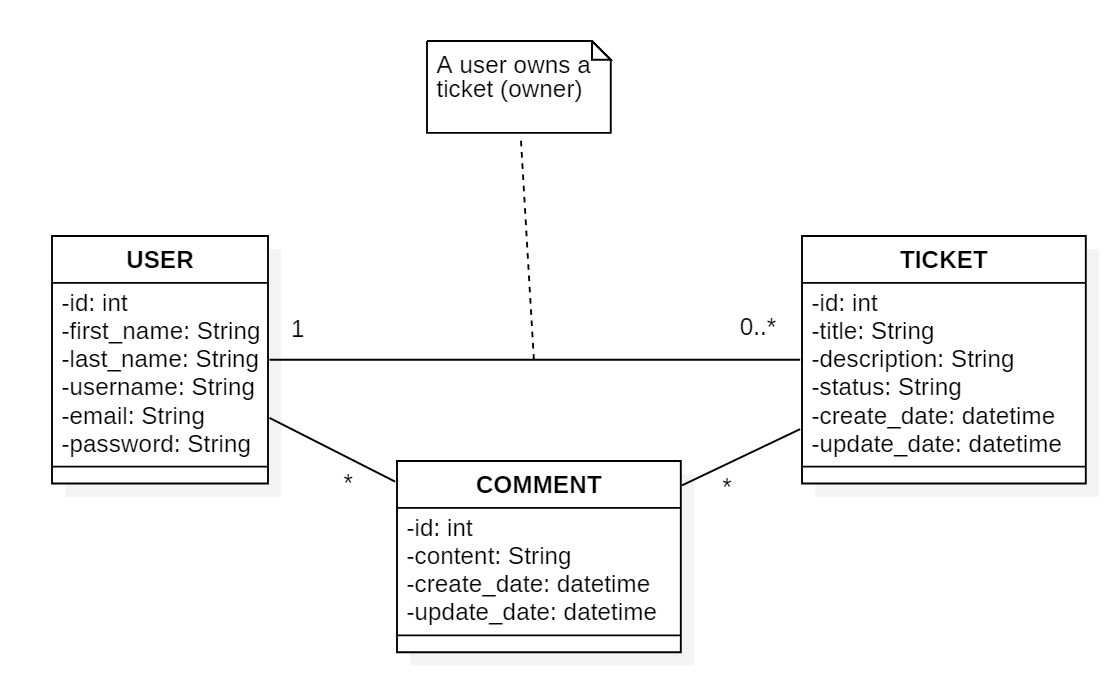 A user owns a
ticket (owner)
USER
-id: int
-first_name: String
-last_name: String
-username: String
-email: String
-password: String
1
0..*
TICKET
-id: int
-title: String
-description: String
-status: String
-create_date: datetime
-update_date: datetime
*
*
COMMENT
-id: int
-content: String
-create_date: datetime
-update_date: datetime